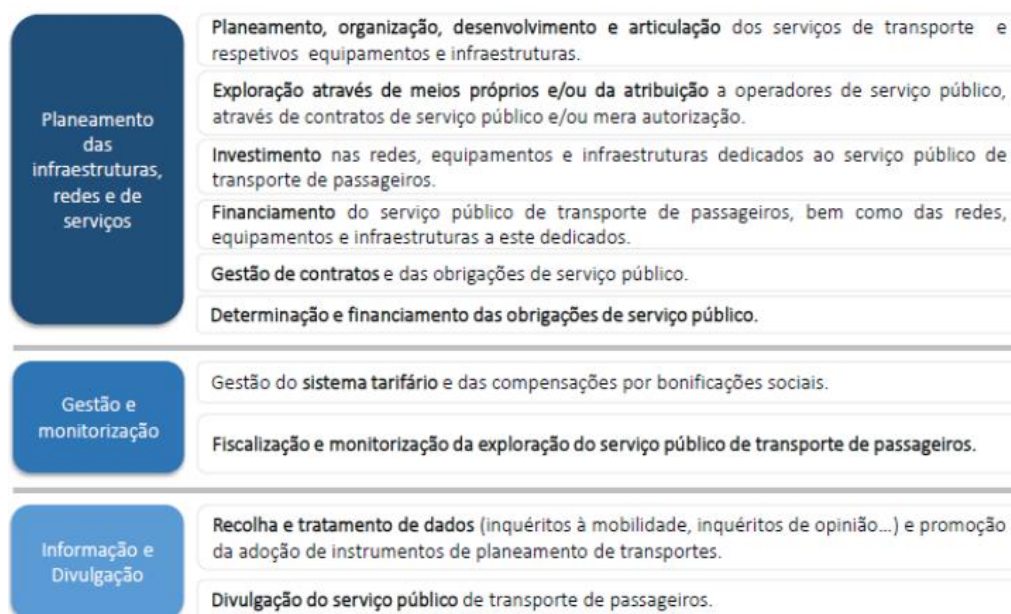 Planeamento
das
infraestruturas,
redes e de
serviços
Planeamento, organização, desenvolvimento e articulação dos serviços de transporte e
respetivos equipamentos e infraestruturas.
Exploração através de meios próprios e/ou da atribuição a operadores de serviço público,
através de contratos de serviço público e/ou mera autorização.
Investimento nas redes, equipamentos e infraestruturas dedicados ao serviço público de
transporte de passageiros.
Financiamento do serviço público de transporte de passageiros, bem como das redes,
equipamentos e infraestruturas a este dedicados.
Gestão de contratos e das obrigações de serviço público.
Determinação e financiamento das obrigações de serviço público.
Gestão e
monitorização
Gestão do sistema tarifário e das compensações por bonificações sociais.
Fiscalização e monitorização da exploração do serviço público de transporte de passageiros.
Informação e
Divulgação
Recolha e tratamento de dados (inquéritos à mobilidade, inquéritos de opinião...) e promoção
da adoção de instrumentos de planeamento de transportes.
Divulgação do serviço público de transporte de passageiros.